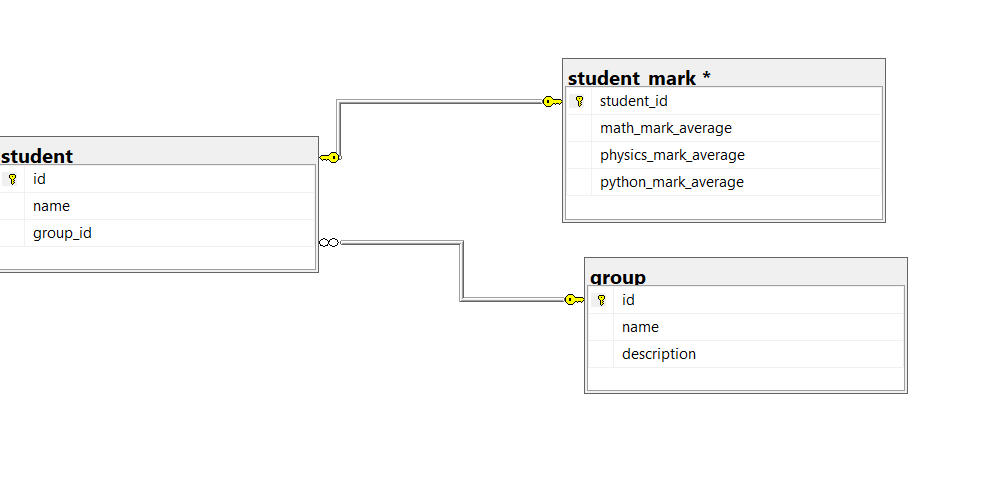 student
id
name
group_id
student_mark *
student_id
math_mark_average
physics_mark_average
python_mark_average
group
id
name
description